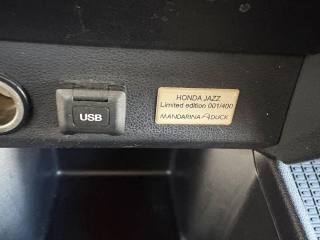 USB
HONDA JAZZ
Limited edition 001/400
MANDARINA DUCK